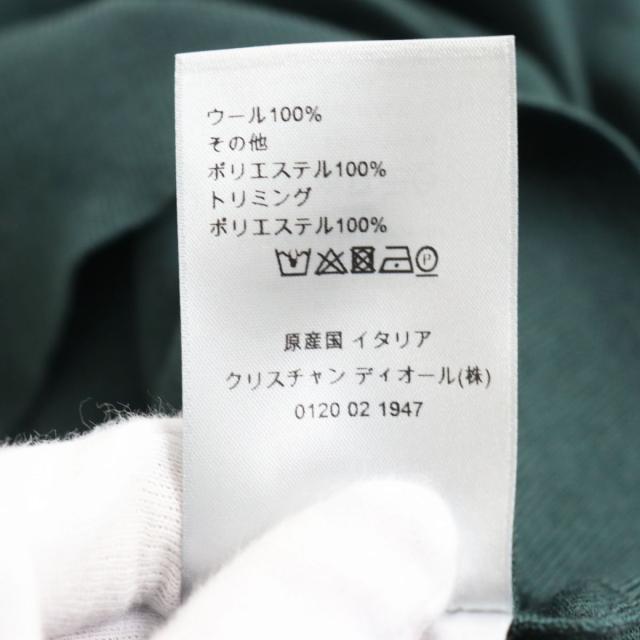 ウール100%
その他
ポリエステル100%
トリミング
ポリエステル100%
原産国 イタリア
クリスチャン ディオール(株)
0120 02 1947